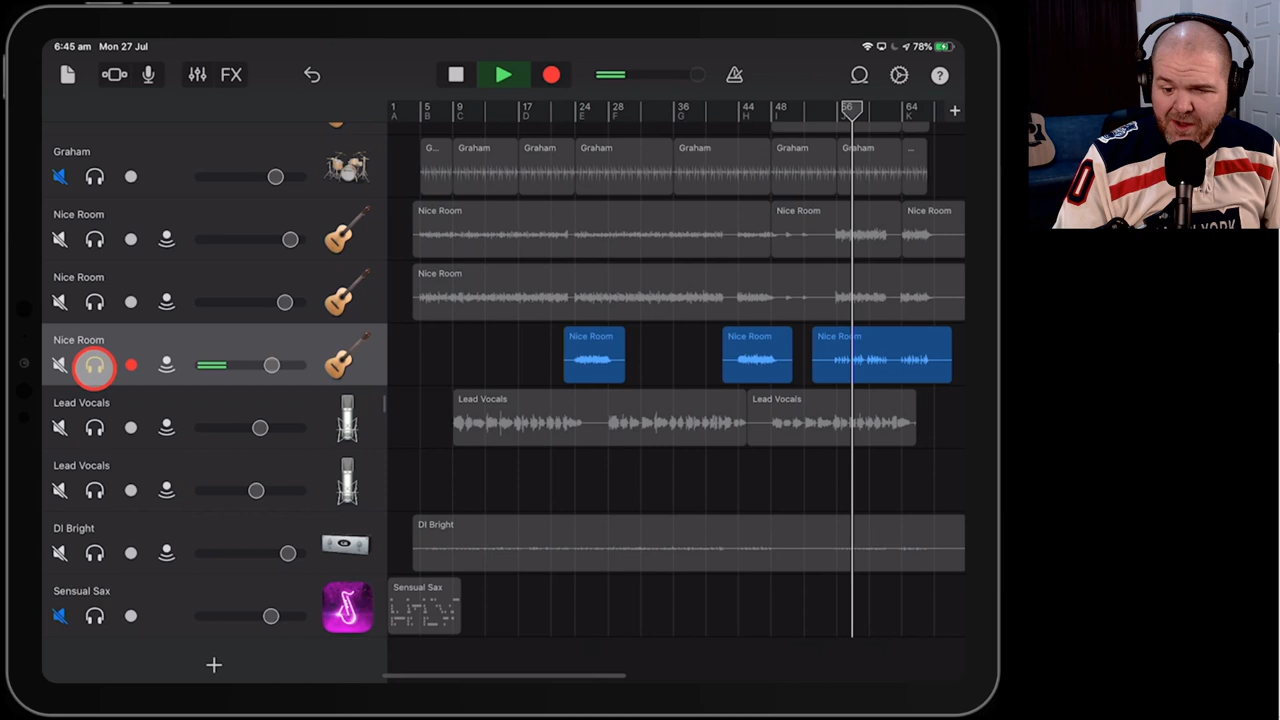 6:45 am Mon 27 Jul
78%
FX
?
1 5 9 17 24 28 36 44 48 56 64 +
A B C D E F G H I K
Graham
G... Graham Graham Graham Graham Graham Graham ...
Nice Room
Nice Room Nice Room Nice Room
Nice Room
Nice Room
Nice Room
Nice Room Nice Room Nice Room
Lead Vocals
Lead Vocals Lead Vocals
Lead Vocals
DI Bright
DI Bright
Sensual Sax
Sensual Sax
+